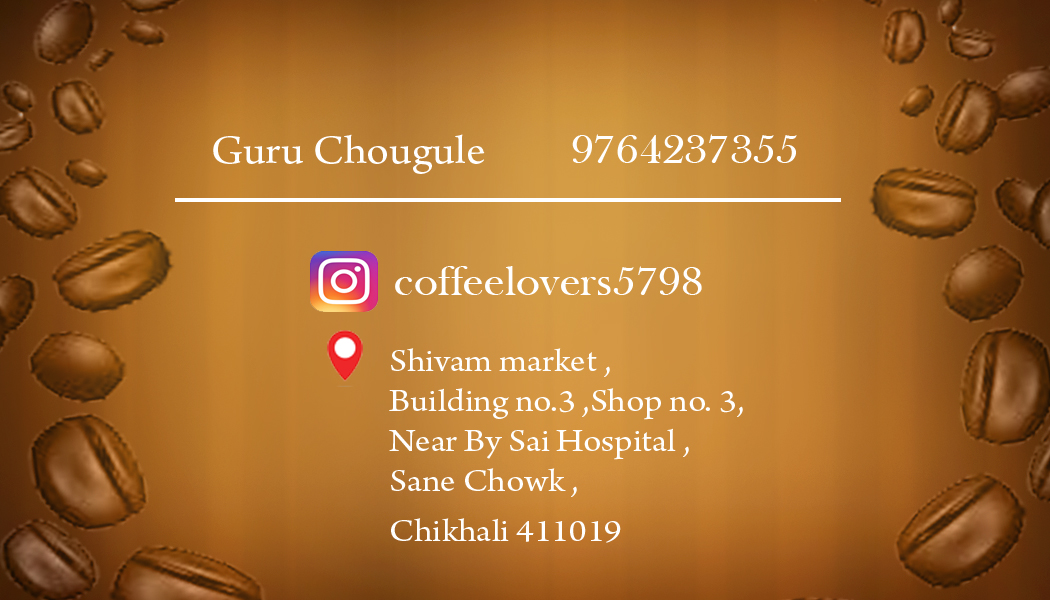 Guru Chougule 9764237355
coffeelovers5798
Shivam market ,
Building no.3 ,Shop no. 3,
Near By Sai Hospital ,
Sane Chowk ,
Chikhali 411019